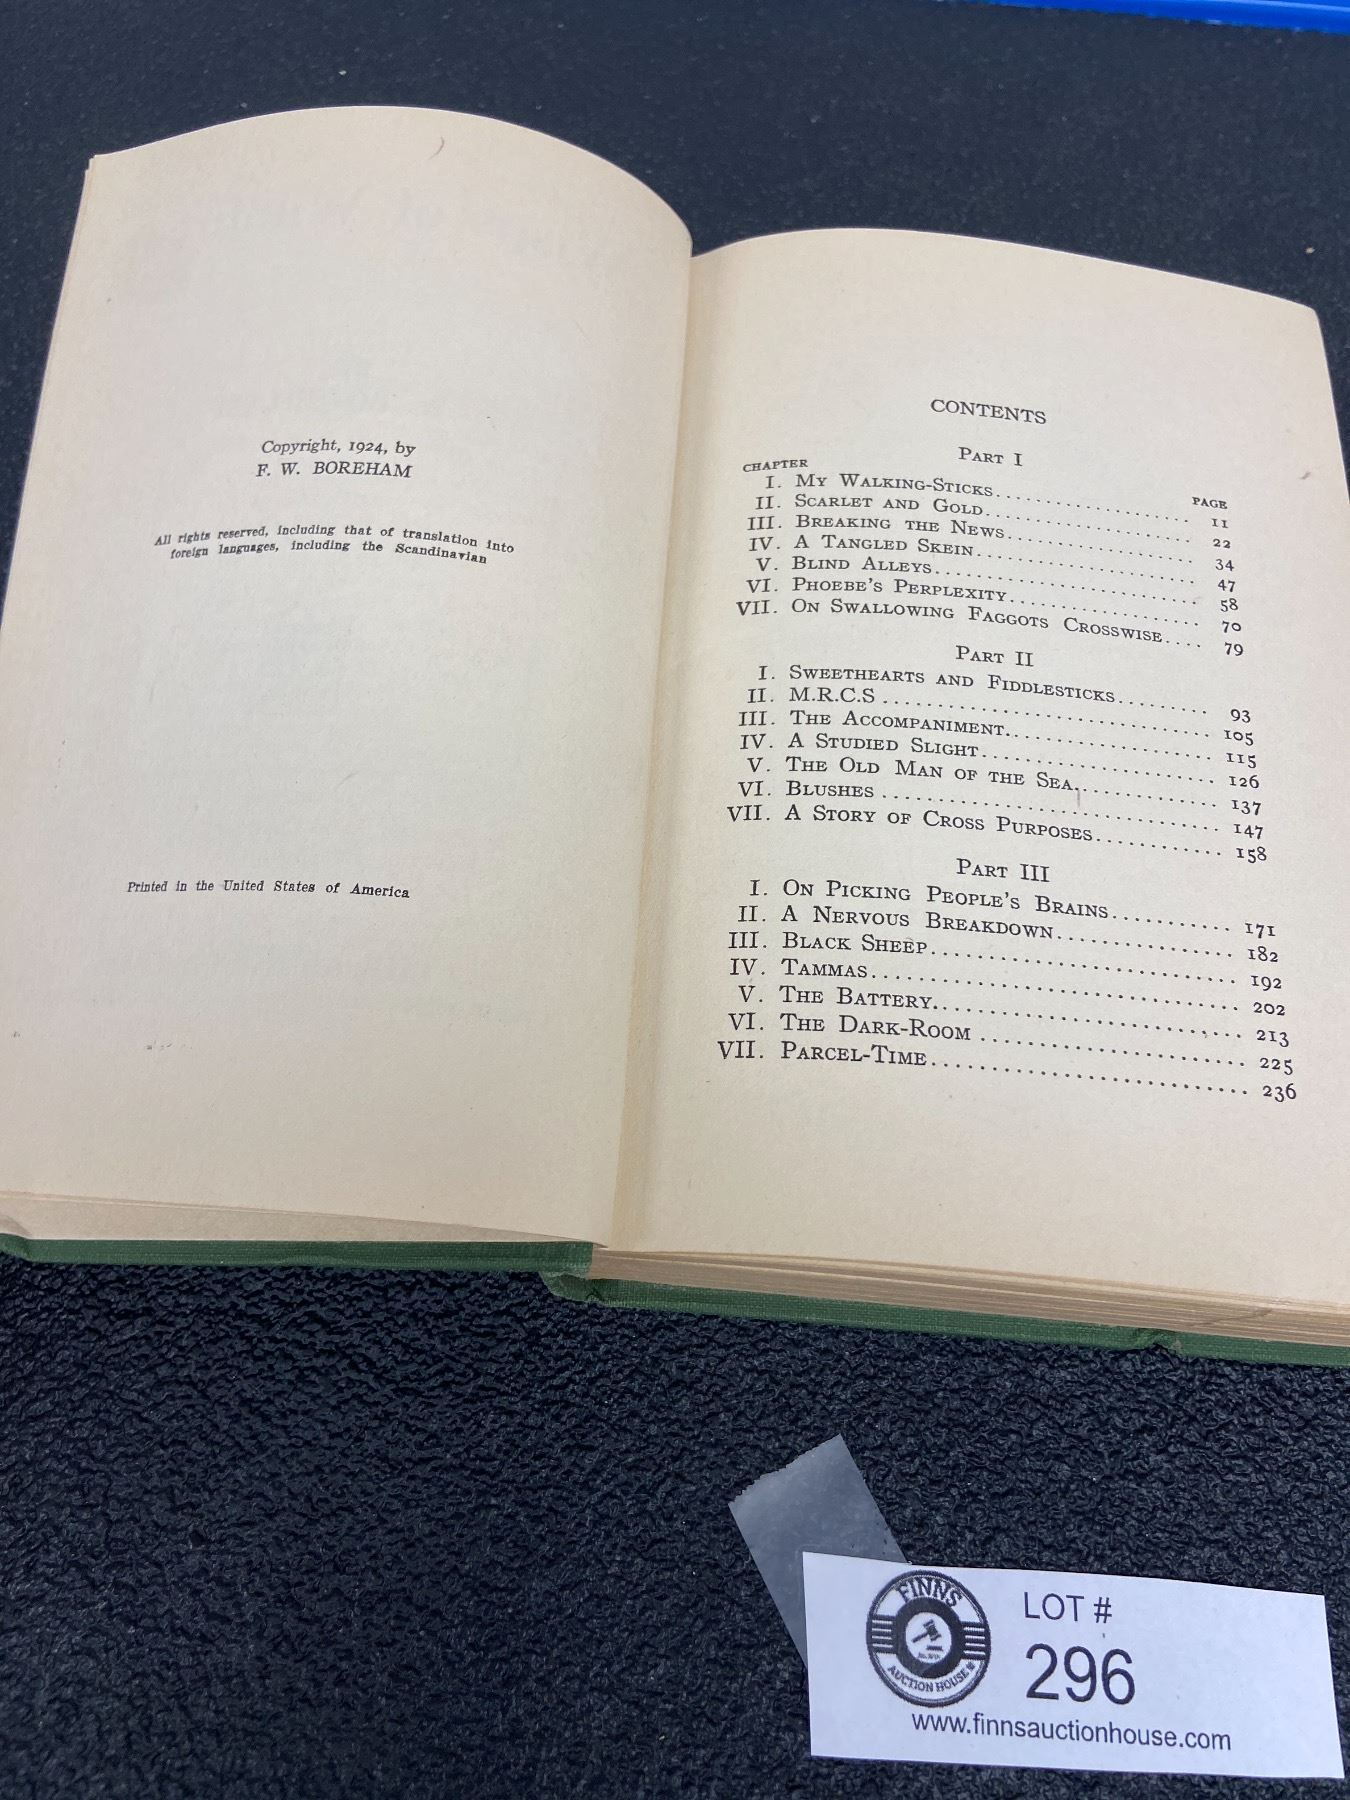 Copyright, 1924, by
F. W. BOREHAM
All rights reserved, including that of translation into
foreign languages, including the Scandinavian
Printed in the United States of America
CONTENTS
PART I
CHAPTER PAGE
I. MY WALKING-STICKS 11
II. SCARLET AND GOLD 22
III. BREAKING THE NEWS 34
IV. A TANGLED SKEIN 47
V. BLIND ALLEYS 58
VI. PHOEBE'S PERPLEXITY 70
VII. ON SWALLOWING FAGGOTS CROSSWISE 79
PART II
I. SWEETHEARTS AND FIDDLESTICKS 93
II. M.R.C.S 105
III. THE ACCOMPANIMENT 115
IV. A STUDIED SLIGHT 126
V. THE OLD MAN OF THE SEA 137
VI. BLUSHES 147
VII. A STORY OF CROSS PURPOSES 158
PART III
I. ON PICKING PEOPLE'S BRAINS 171
II. A NERVOUS BREAKDOWN 182
III. BLACK SHEEP 192
IV. TAMMAS 202
V. THE BATTERY 213
VI. THE DARK-ROOM 225
VII. PARCEL-TIME 236
FINNS
AUCTION HOUSE
LOT #
296
www.finnsauctionhouse.com